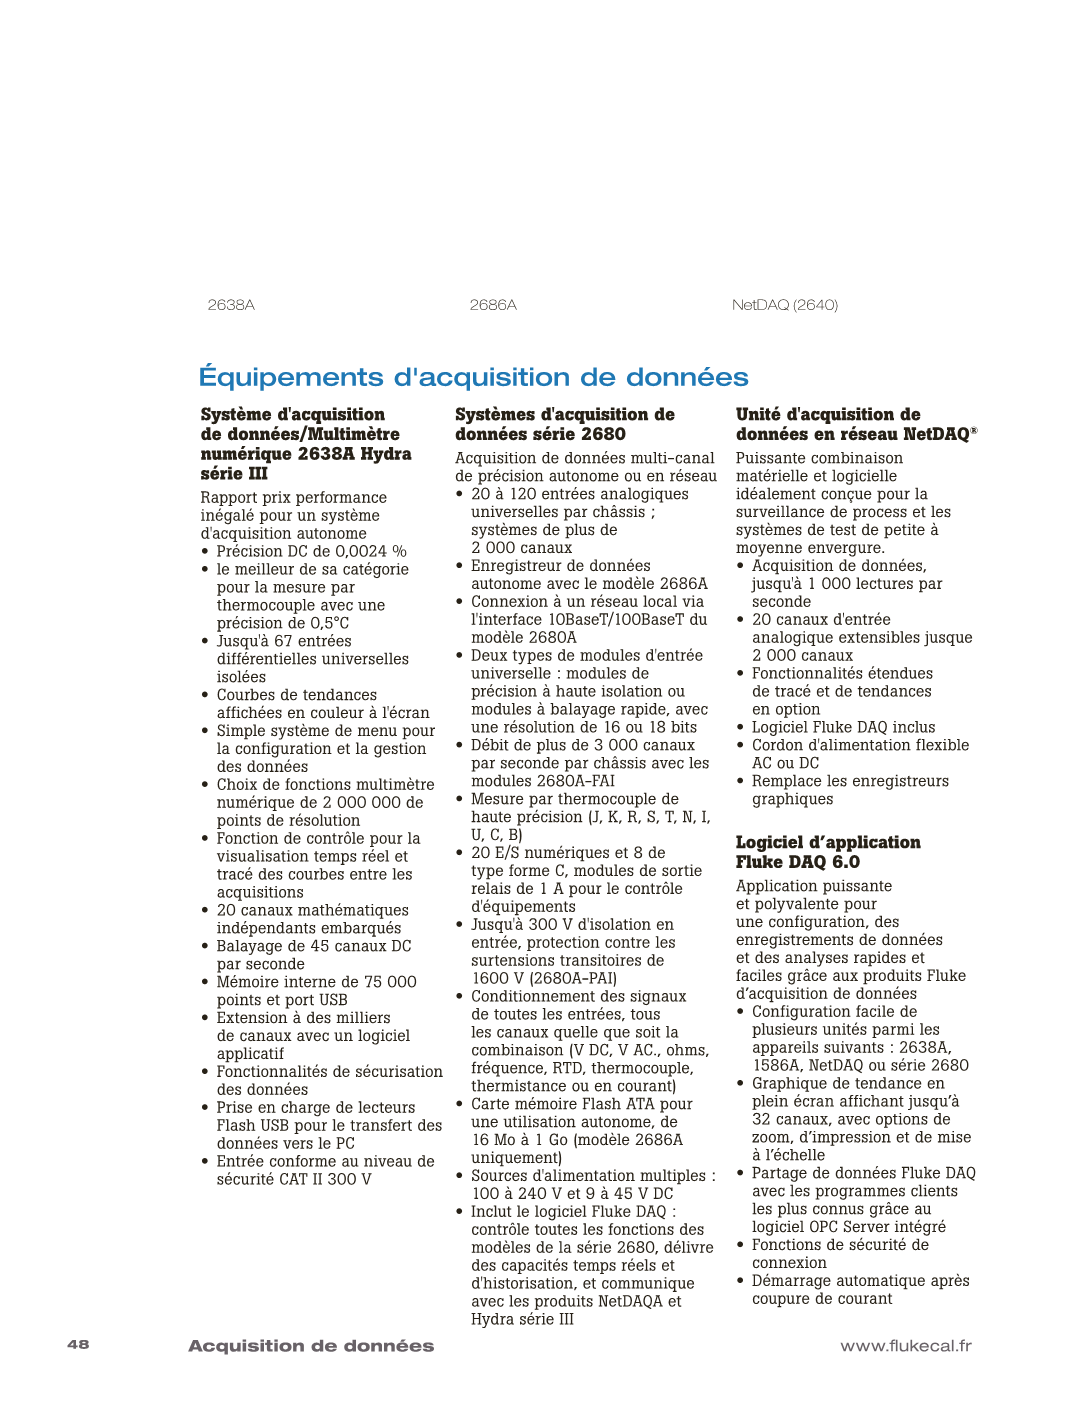 2638A
2686A
NetDAQ (2640)
Équipements d'acquisition de données
Système d'acquisition
de données/Multimètre
numérique 2638A Hydra
série III
Rapport prix performance
inégalé pour un système
d'acquisition autonome
• Précision DC de 0,0024 %
• le meilleur de sa catégorie
pour la mesure par
thermocouple avec une
précision de 0,5°C
• Jusqu'à 67 entrées
différentielles universelles
isolées
• Courbes de tendances
affichées en couleur à l'écran
• Simple système de menu pour
la configuration et la gestion
des données
• Choix de fonctions multimètre
numérique de 2 000 000 de
points de résolution
• Fonction de contrôle pour la
visualisation temps réel et
tracé des courbes entre les
acquisitions
• 20 canaux mathématiques
indépendants embarqués
• Balayage de 45 canaux DC
par seconde
• Mémoire interne de 75 000
points et port USB
• Extension à des milliers
de canaux avec un logiciel
applicatif
• Fonctionnalités de sécurisation
des données
• Prise en charge de lecteurs
Flash USB pour le transfert des
données vers le PC
• Entrée conforme au niveau de
sécurité CAT II 300 V
Systèmes d'acquisition de
données série 2680
Acquisition de données multi-canal
de précision autonome ou en réseau
• 20 à 120 entrées analogiques
universelles par châssis ;
systèmes de plus de
2 000 canaux
• Enregistreur de données
autonome avec le modèle 2686A
• Connexion à un réseau local via
l'interface 10BaseT/100BaseT du
modèle 2680A
• Deux types de modules d'entrée
universelle : modules de
précision à haute isolation ou
modules à balayage rapide, avec
une résolution de 16 ou 18 bits
• Débit de plus de 3 000 canaux
par seconde par châssis avec les
modules 2680A-FAI
• Mesure par thermocouple de
haute précision (J, K, R, S, T, N, I,
U, C, B)
• 20 E/S numériques et 8 de
type forme C, modules de sortie
relais de 1 A pour le contrôle
d'équipements
• Jusqu'à 300 V d'isolation en
entrée, protection contre les
surtensions transitoires de
1600 V (2680A-PAI)
• Conditionnement des signaux
de toutes les entrées, tous
les canaux quelle que soit la
combinaison (V DC, V AC., ohms,
fréquence, RTD, thermocouple,
thermistance ou en courant)
• Carte mémoire Flash ATA pour
une utilisation autonome, de
16 Mo à 1 Go (modèle 2686A
uniquement)
• Sources d'alimentation multiples :
100 à 240 V et 9 à 45 V DC
• Inclut le logiciel Fluke DAQ :
contrôle toutes les fonctions des
modèles de la série 2680, délivre
des capacités temps réels et
d'historisation, et communique
avec les produits NetDAQA et
Hydra série III
Unité d'acquisition de
données en réseau NetDAQ®
Puissante combinaison
matérielle et logicielle
idéalement conçue pour la
surveillance de process et les
systèmes de test de petite à
moyenne envergure.
• Acquisition de données,
jusqu'à 1 000 lectures par
seconde
• 20 canaux d'entrée
analogique extensibles jusque
2 000 canaux
• Fonctionnalités étendues
de tracé et de tendances
en option
• Logiciel Fluke DAQ inclus
• Cordon d'alimentation flexible
AC ou DC
• Remplace les enregistreurs
graphiques
Logiciel d’application
Fluke DAQ 6.0
Application puissante
et polyvalente pour
une configuration, des
enregistrements de données
et des analyses rapides et
faciles grâce aux produits Fluke
d’acquisition de données
• Configuration facile de
plusieurs unités parmi les
appareils suivants : 2638A,
1586A, NetDAQ ou série 2680
• Graphique de tendance en
plein écran affichant jusqu’à
32 canaux, avec options de
zoom, d’impression et de mise
à l’échelle
• Partage de données Fluke DAQ
avec les programmes clients
les plus connus grâce au
logiciel OPC Server intégré
• Fonctions de sécurité de
connexion
• Démarrage automatique après
coupure de courant
48
Acquisition de données
www.flukecal.fr